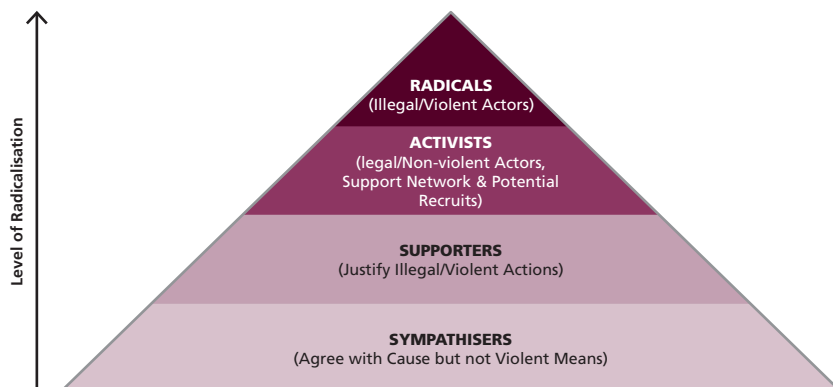 Level of Radicalisation
RADICALS
(Illegal/Violent Actors)
ACTIVISTS
(legal/Non-violent Actors,
Support Network & Potential
Recruits)
SUPPORTERS
(Justify Illegal/Violent Actions)
SYMPATHISERS
(Agree with Cause but not Violent Means)